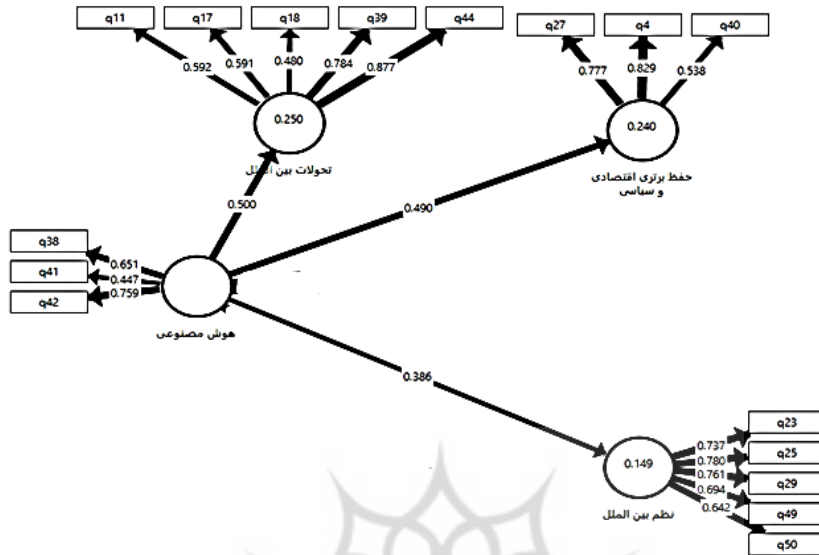 q11
q17
q18
q39
q44
q27
q4
q40
0.592
0.591
0.480
0.784
0.877
0.777
0.829
0.538
0.250
0.240
تحولات بین الملل
حفظ برتری اقتصادی
و سیاسی
0.500
0.490
q38
q41
q42
0.651
0.447
0.759
هوش مصنوعی
0.386
q23
q25
q29
q49
q50
0.737
0.780
0.761
0.694
0.642
0.149
نظم بین الملل